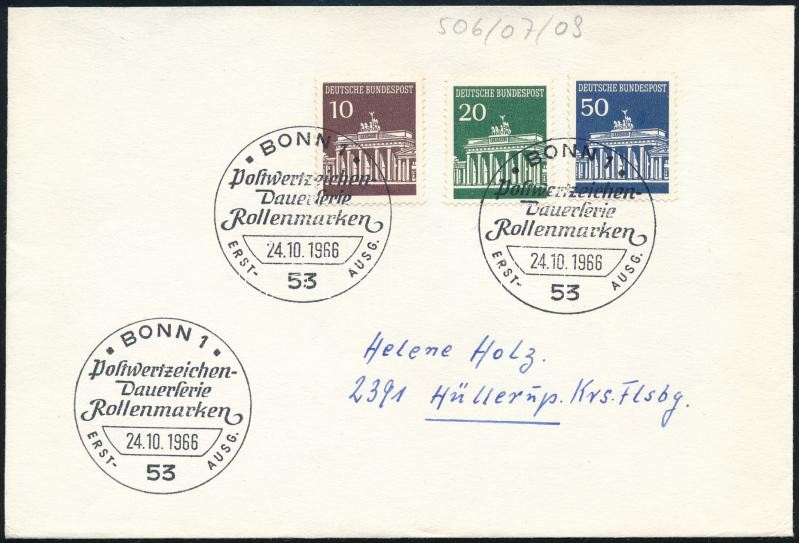 506/07/09
DEUTSCHE BUNDESPOST
10
DEUTSCHE BUNDESPOST
20
DEUTSCHE BUNDESPOST
50
BONN 1
Poſtwertzeichen-
Dauerſerie
Rollenmarken
24.10.1966
ERST- AUSG.
53
BONN 1
Poſtwertzeichen-
Dauerſerie
Rollenmarken
24.10.1966
ERST- AUSG.
53
Helene Holz.
2391 Hüllerup. Krs. Flsbg.
BONN 1
Poſtwertzeichen-
Dauerſerie
Rollenmarken
24.10.1966
ERST- AUSG.
53